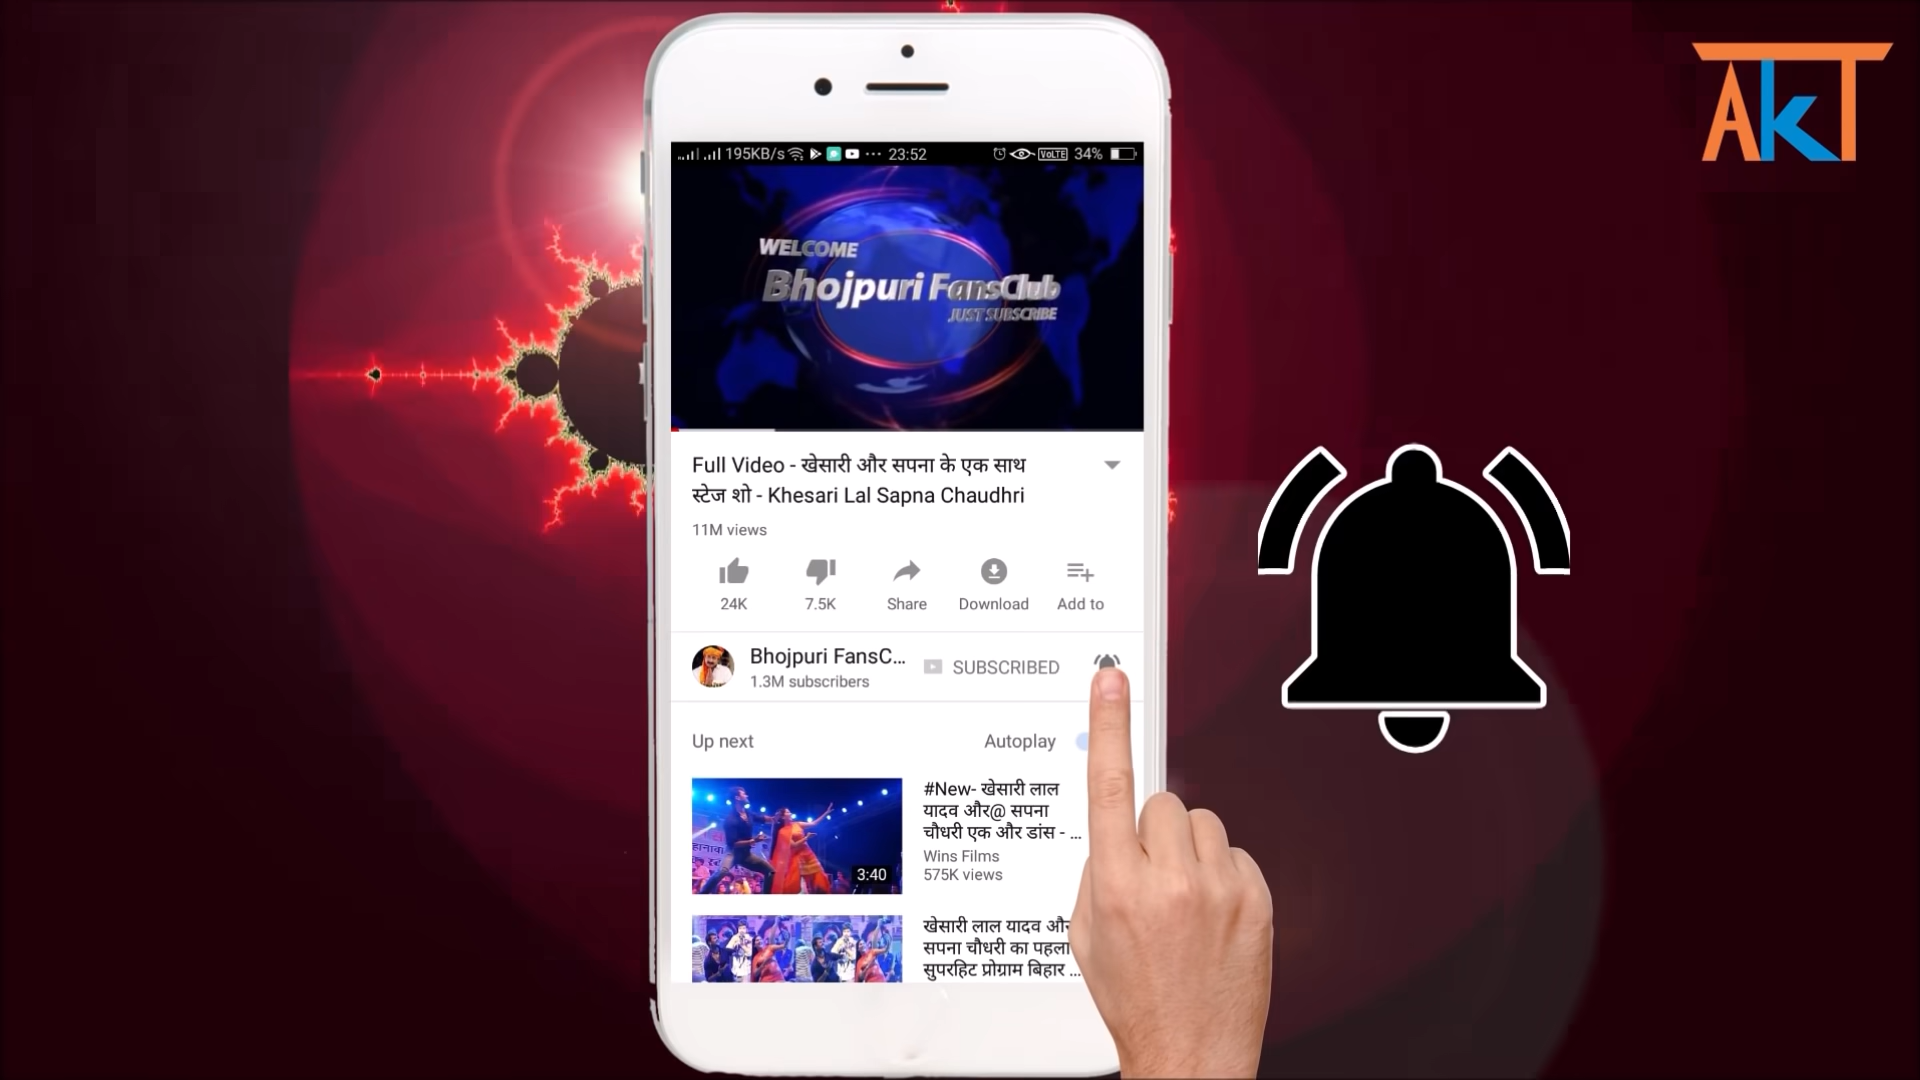 AKT
195KB/s ··· 23:52 VoLTE 34%
WELCOME
Bhojpuri FansClub
JUST SUBSCRIBE
Full Video - खेसारी और सपना के एक साथ
स्टेज शो - Khesari Lal Sapna Chaudhri
11M views
24K 7.5K Share Download Add to
Bhojpuri FansC...
1.3M subscribers
SUBSCRIBED
Up next Autoplay
3:40
#New- खेसारी लाल
यादव और@ सपना
चौधरी एक और डांस - ...
Wins Films
575K views
खेसारी लाल यादव और
सपना चौधरी का पहला
सुपरहिट प्रोग्राम बिहार ...